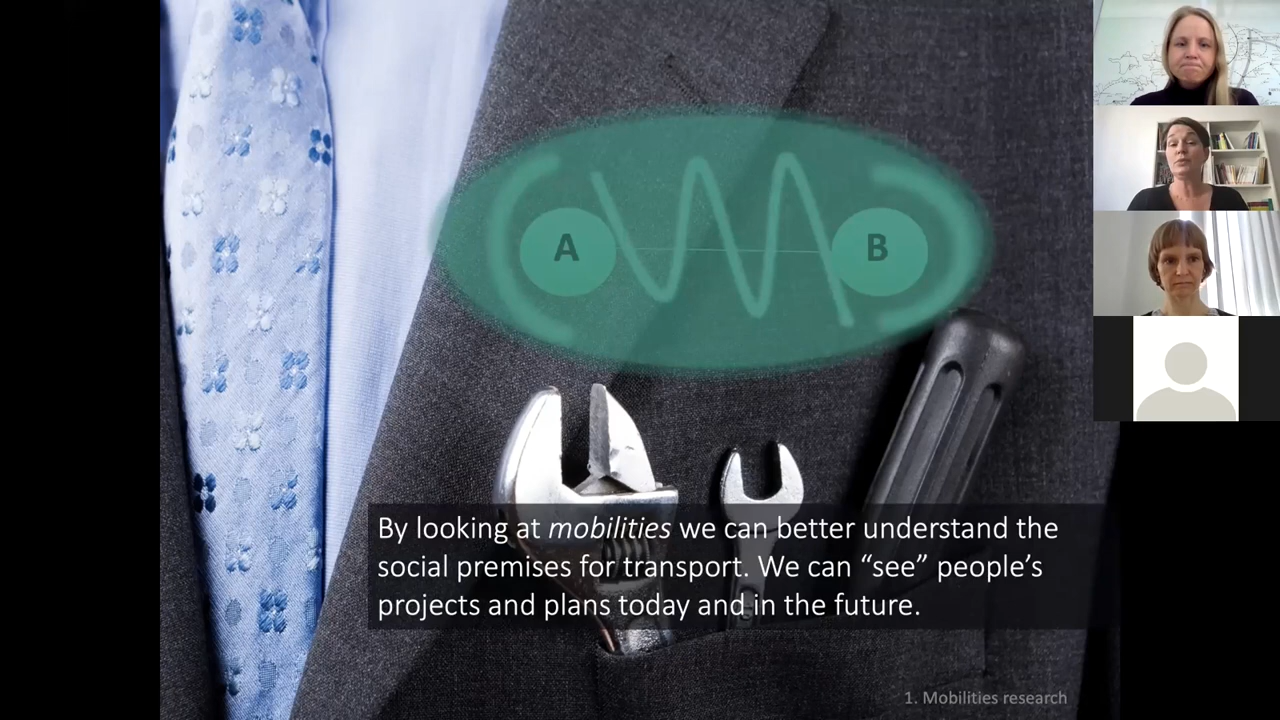 A
B
By looking at mobilities we can better understand the
social premises for transport. We can “see” people’s
projects and plans today and in the future.
1. Mobilities research